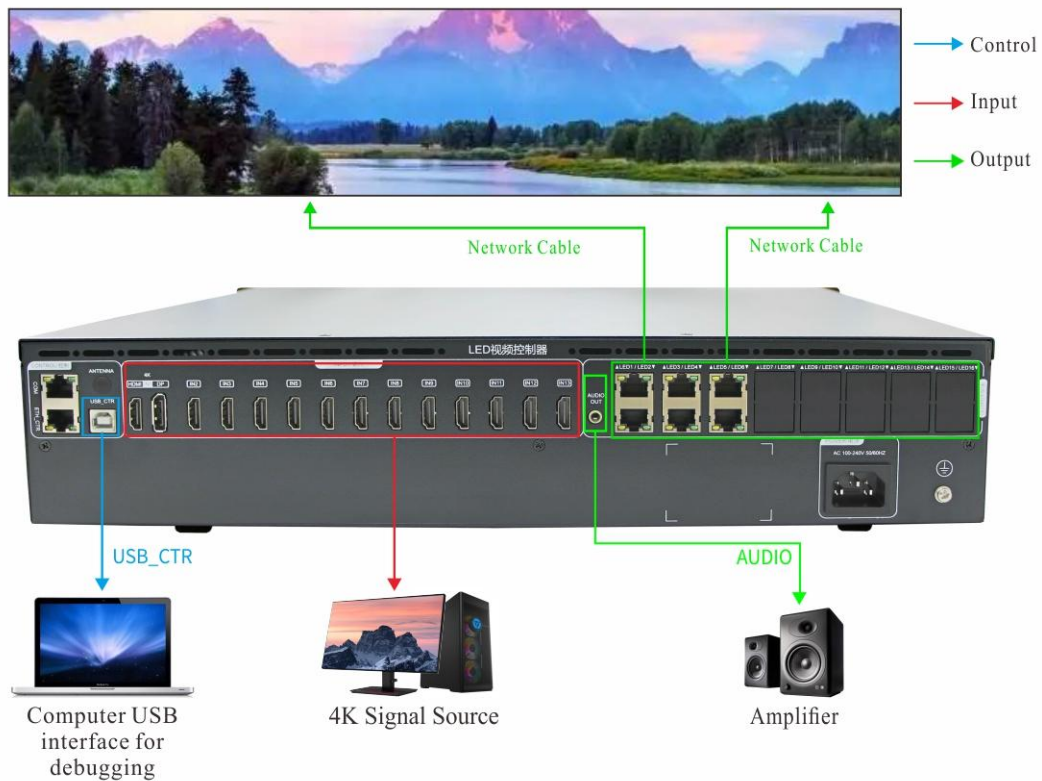 Control
Input
Output
Network Cable
Network Cable
LED视频控制器
ANTENNA
COM
ETH_CTR
USB_CTR
4K
HDMI
DP
IN2
IN3
IN4
IN5
IN6
IN7
IN8
IN9
IN10
IN11
IN12
IN13
AUDIO
OUT
▲LED1 / LED2▼
▲LED3 / LED4▼
▲LED5 / LED6▼
▲LED7 / LED8▼
▲LED9 / LED10▼
▲LED11 / LED12▼
▲LED13 / LED14▼
▲LED15 / LED16▼
AC 100-240V 50/60HZ
USB_CTR
AUDIO
Computer USB
interface for
debugging
4K Signal Source
Amplifier